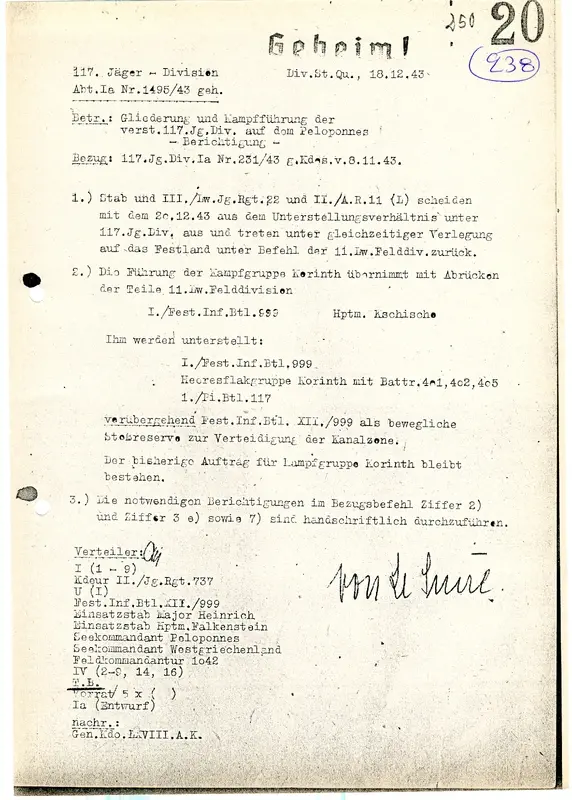 250
20
Geheim!
238
117. Jäger - Division Div.St.Qu., 18.12.43.
Abt.Ia Nr.1495/43 geh.
Betr.: Gliederung und Kampfführung der
verst.117.Jg.Div. auf dem Peloponnes
- Berichtigung -
Bezug: 117.Jg.Div.Ia Nr.231/43 g.Kdos.v.8.11.43.
1.) Stab und III./Lw.Jg.Rgt.22 und II./A.R.11 (L) scheiden
mit dem 20.12.43 aus dem Unterstellungsverhältnis unter
117.Jg.Div. aus und treten unter gleichzeitiger Verlegung
auf das Festland unter Befehl der 11.Lw.Felddiv.zurück.
2.) Die Führung der Kampfgruppe Korinth übernimmt mit Abrücken
der Teile 11.Lw.Felddivision
I./Fest.Inf.Btl.999 Hptm. Kschische
Ihm werden unterstellt:
I./Fest.Inf.Btl.999
Heeresflakgruppe Korinth mit Battr.4o1,4o2,4o5
1./Pi.Btl.117
vorübergehend Fest.Inf.Btl. XII./999 als bewegliche
Stoßreserve zur Verteidigung der Kanalzone.
Der bisherige Auftrag für Kampfgruppe Korinth bleibt
bestehen.
3.) Die notwendigen Berichtigungen im Bezugsbefehl Ziffer 2)
und Ziffer 3 e) sowie 7) sind handschriftlich durchzuführen.
Verteiler:
I (1 - 9)
Kdeur II./Jg.Rgt.737
U (I)
Fest.Inf.Btl.XII./999
Einsatzstab Major Heinrich
Einsatzstab Hptm.Falkenstein
Seekommandant Peloponnes
Seekommandant Westgriechenland
Feldkommandantur 1o42
IV (2-9, 14, 16)
T.B.
Vorrat/ 5 x ( )
Ia (Entwurf)
nachr.:
Gen.Kdo.LXVIII.A.K.
von Le Suire.